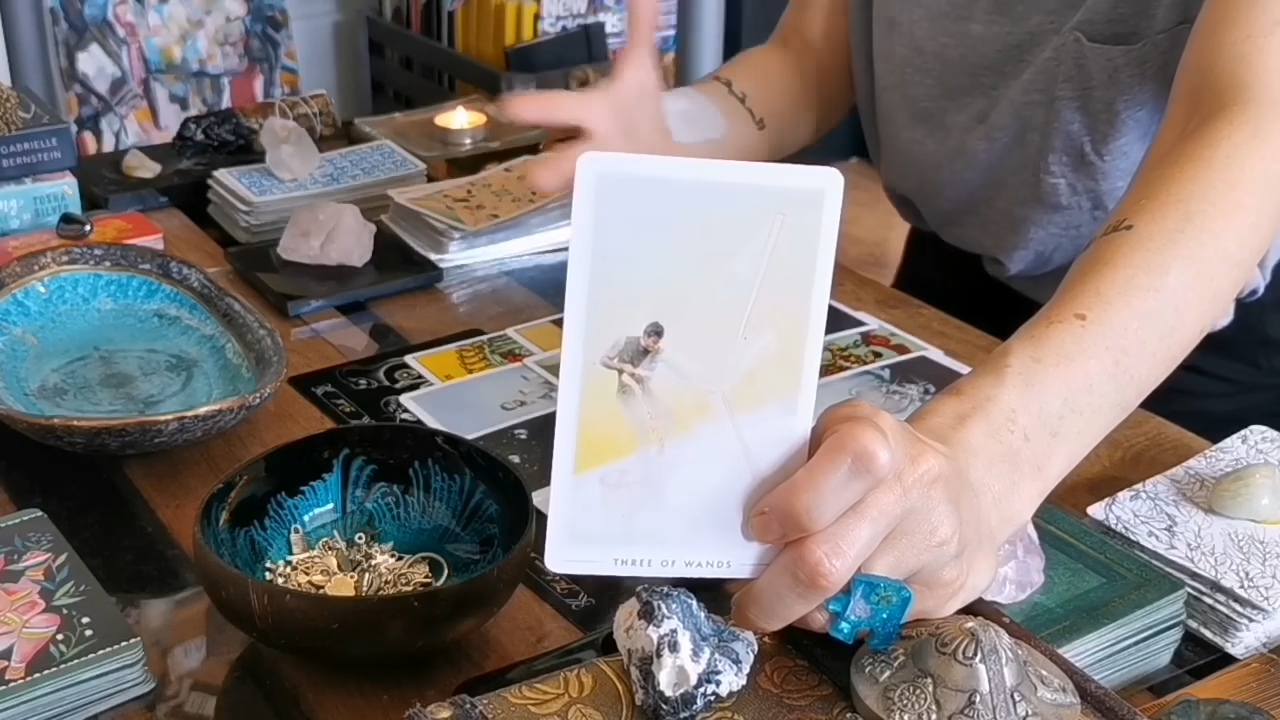 New
Scientist
GABRIELLE
BERNSTEIN
TOSHA
SILVER
THREE OF WANDS